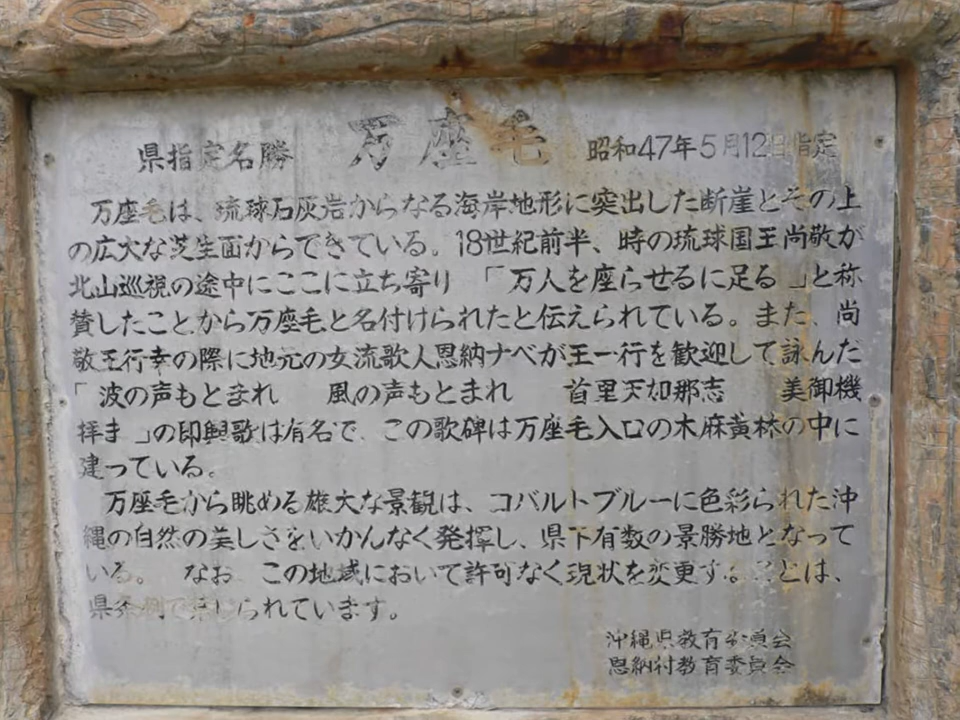 県指定名勝 万座毛 昭和47年5月12日指定
万座毛は、琉球石灰岩からなる海岸地形に突出した断崖とその上
の広大な芝生面からできている。18世紀前半、時の琉球国王尚敬が
北山巡視の途中にここに立ち寄り 「万人を座らせるに足る」と称
賛したことから万座毛と名付けられたと伝えられている。また、尚
敬王行幸の際に地元の女流歌人恩納ナベが王一行を歓迎して詠んだ
「波の声もとまれ 風の声もとまれ 首里天加那志 美御機
拝ま」の即興歌は有名で、この歌碑は万座毛入口の木麻黄林の中に
建っている。
万座毛から眺める雄大な景観は、コバルトブルーに色彩られた沖
縄の自然の美しさをいかんなく発揮し、県下有数の景勝地となって
いる。 なお、この地域において許可なく現状を変更することは、
県条例で禁じられています。
沖縄県教育委員会
恩納村教育委員会